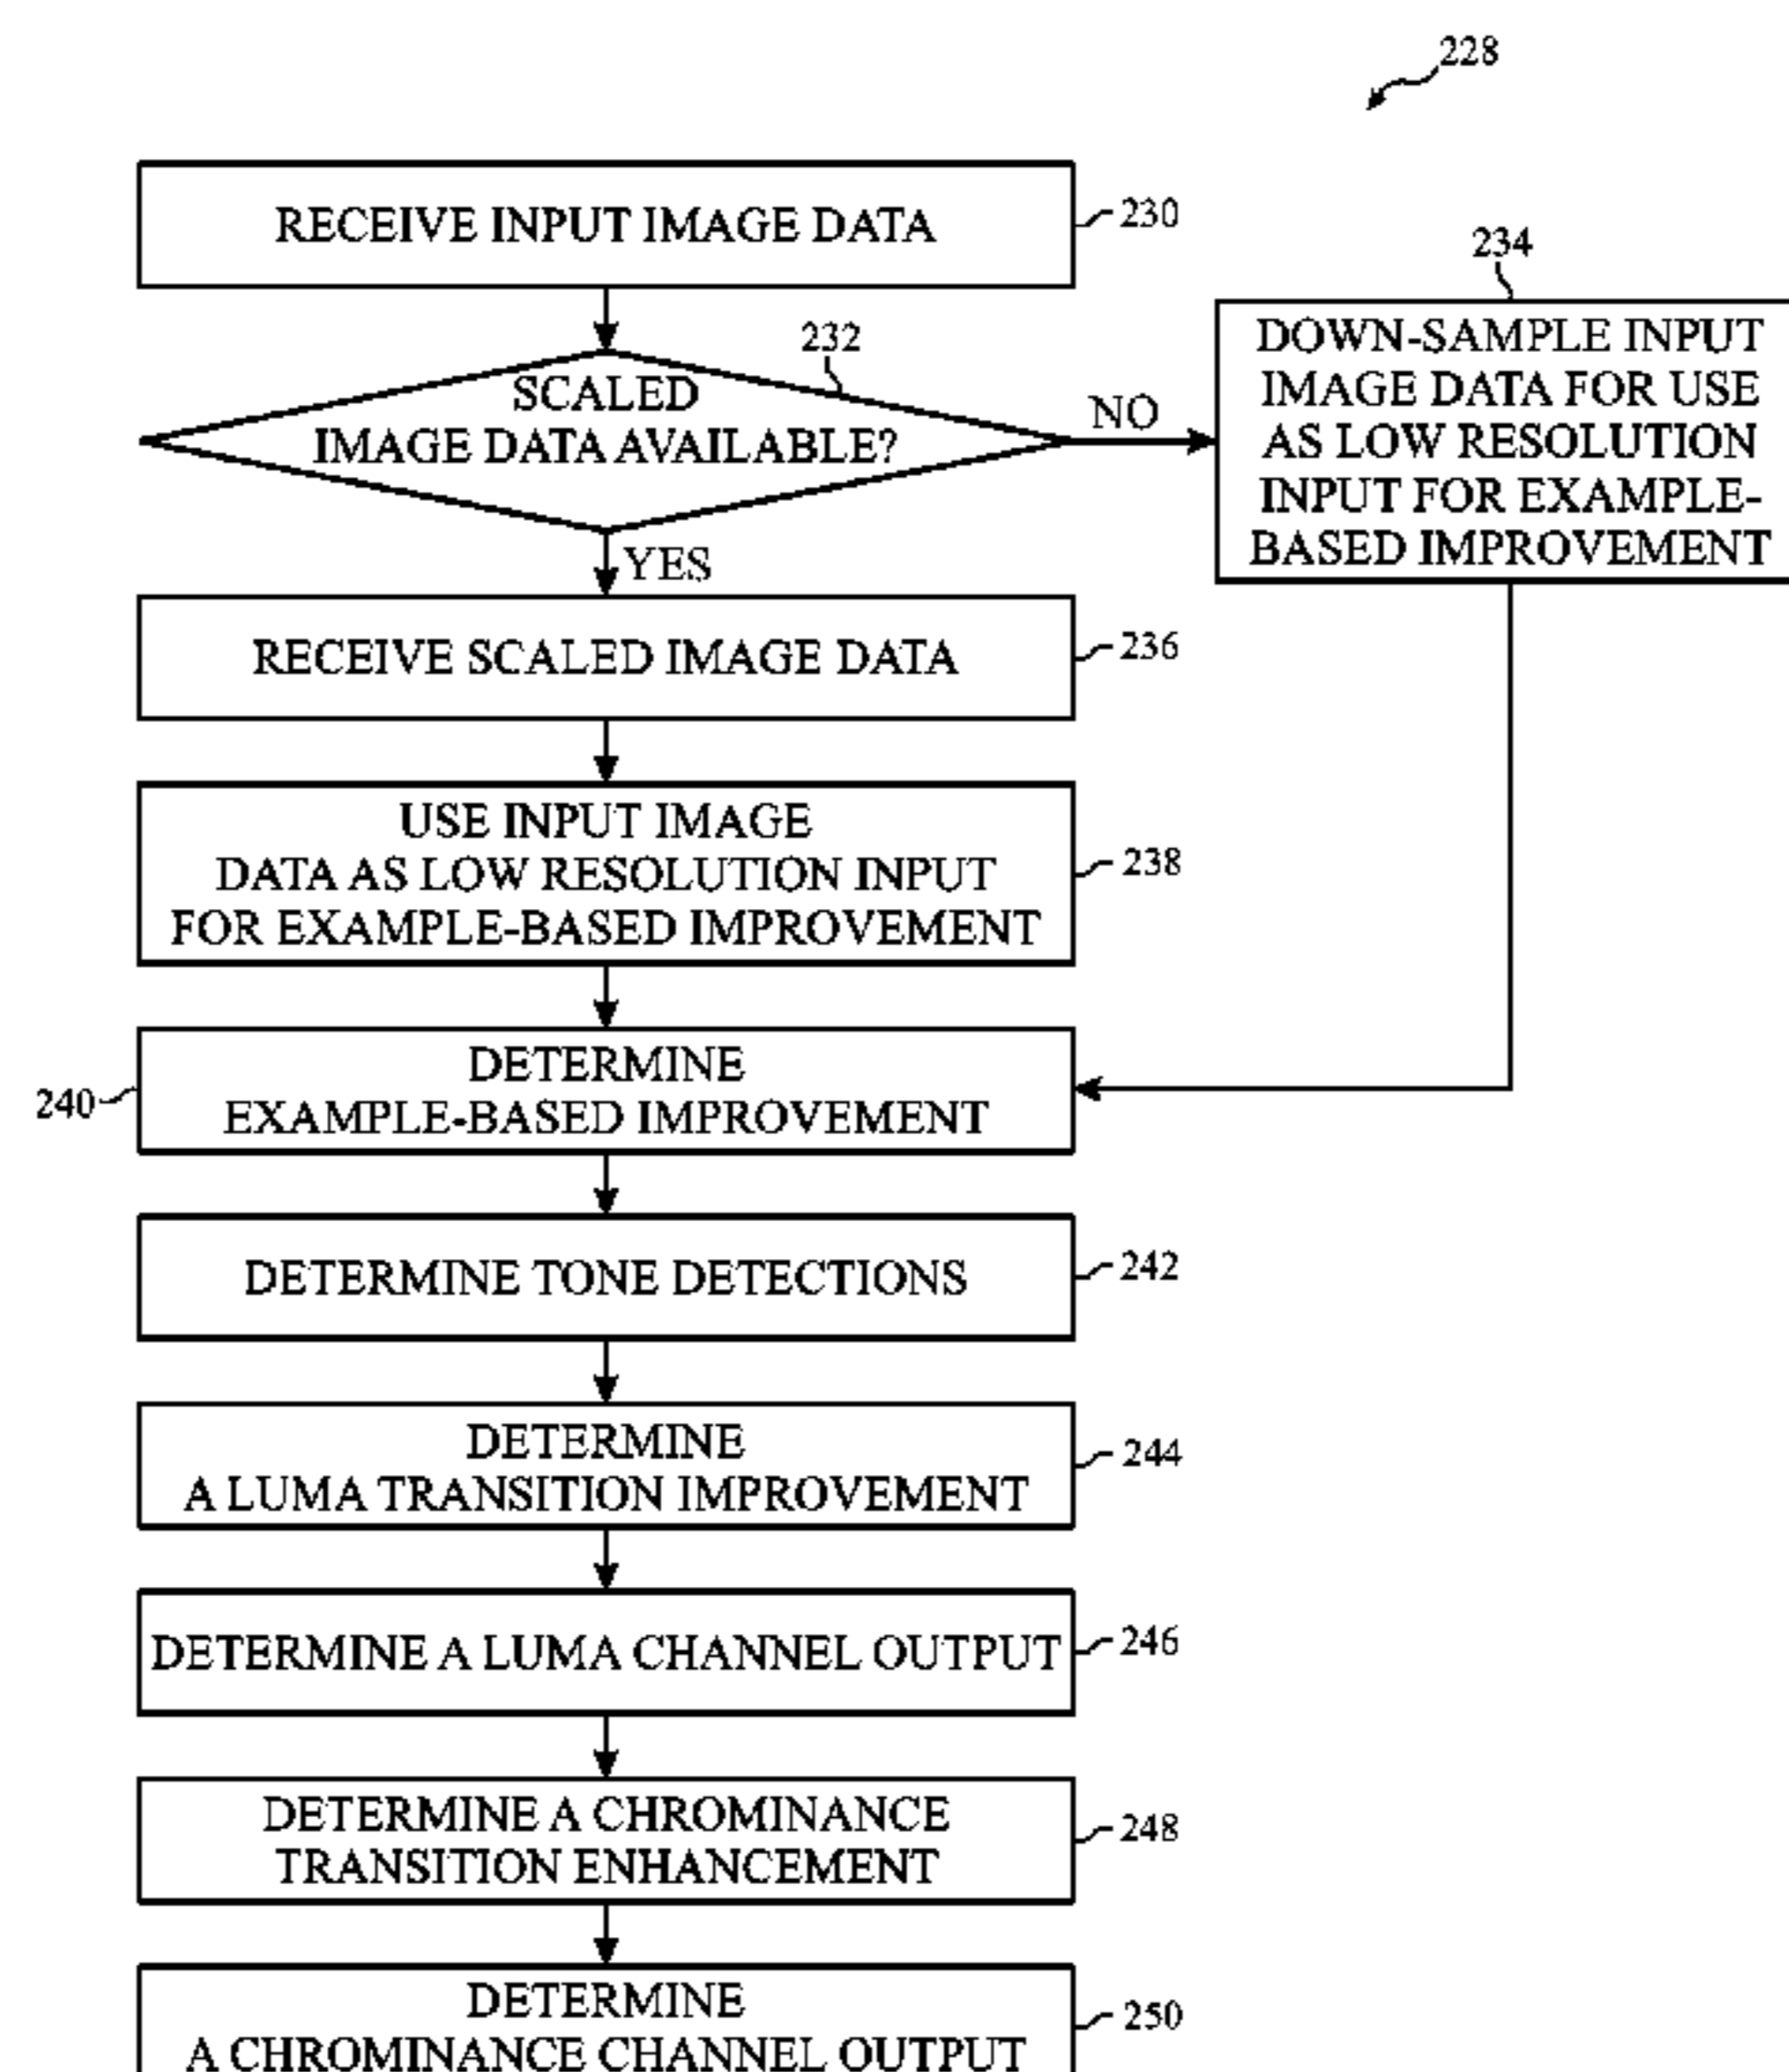 228
RECEIVE INPUT IMAGE DATA
230
232
SCALED
IMAGE DATA AVAILABLE?
NO
234
DOWN-SAMPLE INPUT
IMAGE DATA FOR USE
AS LOW RESOLUTION
INPUT FOR EXAMPLE-
BASED IMPROVEMENT
YES
RECEIVE SCALED IMAGE DATA
236
USE INPUT IMAGE
DATA AS LOW RESOLUTION INPUT
FOR EXAMPLE-BASED IMPROVEMENT
238
240
DETERMINE
EXAMPLE-BASED IMPROVEMENT
DETERMINE TONE DETECTIONS
242
DETERMINE
A LUMA TRANSITION IMPROVEMENT
244
DETERMINE A LUMA CHANNEL OUTPUT
246
DETERMINE A CHROMINANCE
TRANSITION ENHANCEMENT
248
DETERMINE
A CHROMINANCE CHANNEL OUTPUT
250